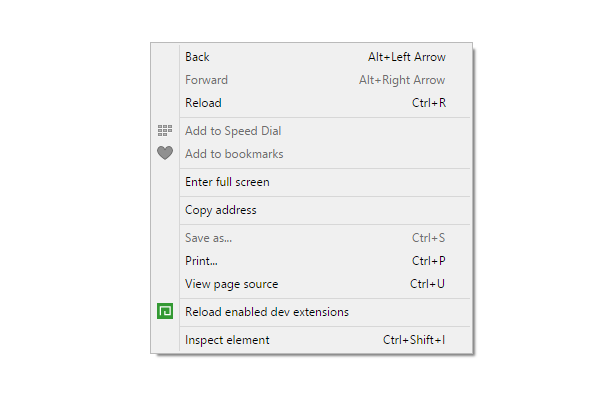 Back Alt+Left Arrow
Forward Alt+Right Arrow
Reload Ctrl+R
Add to Speed Dial
Add to bookmarks
Enter full screen
Copy address
Save as... Ctrl+S
Print... Ctrl+P
View page source Ctrl+U
Reload enabled dev extensions
Inspect element Ctrl+Shift+I